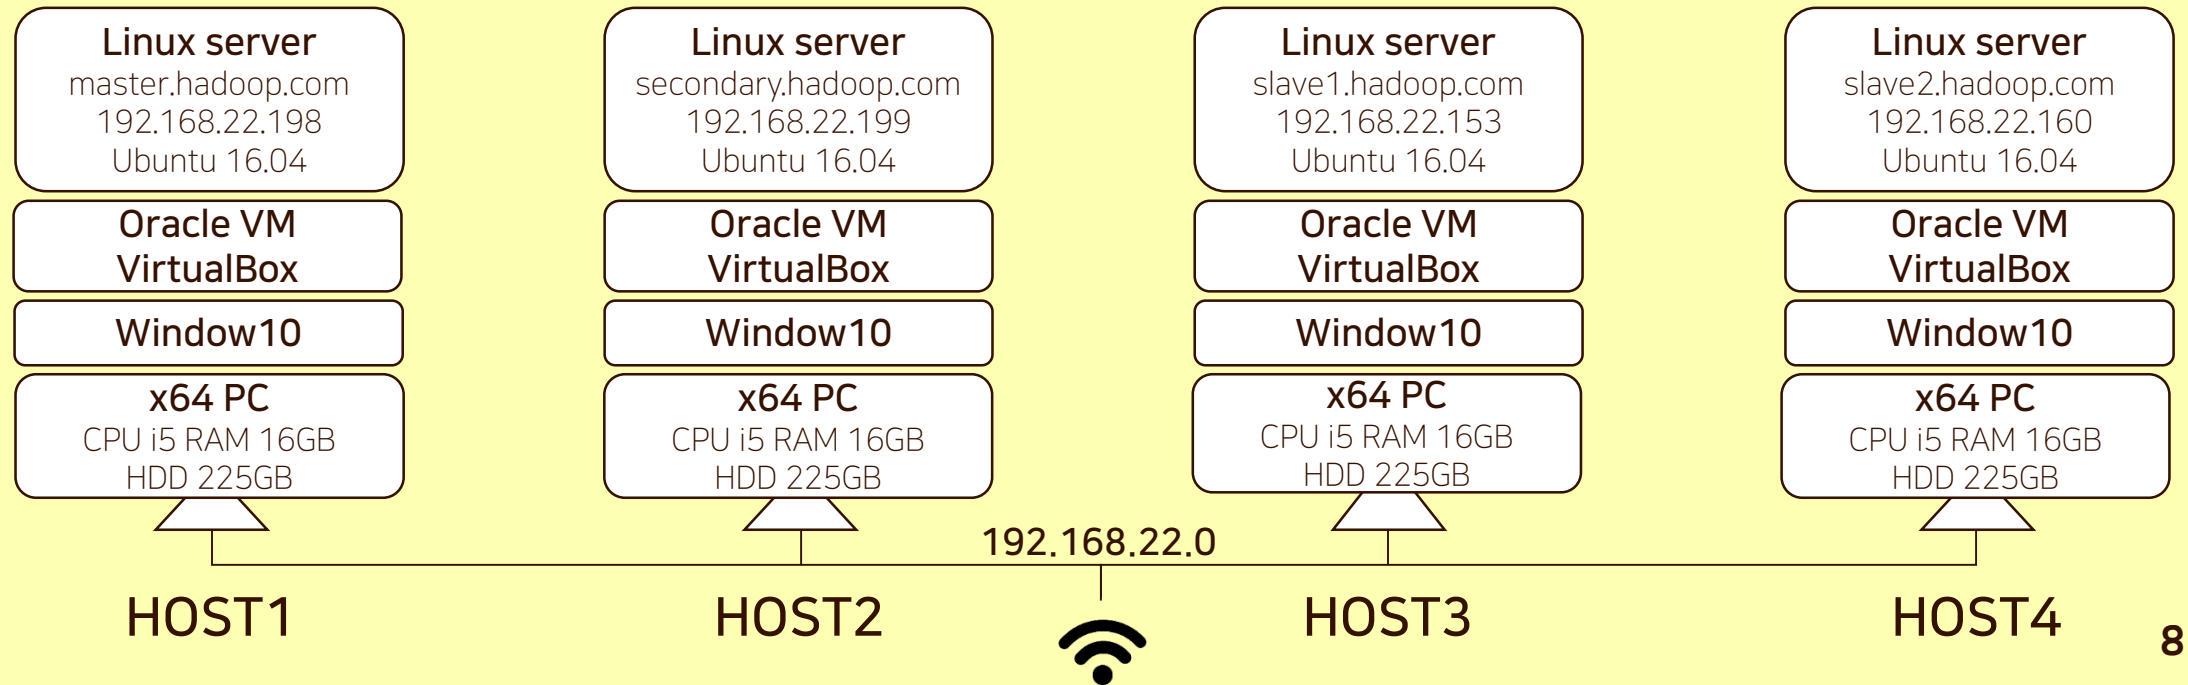 Linux server
master.hadoop.com
192.168.22.198
Ubuntu 16.04
Oracle VM
VirtualBox
Window10
x64 PC
CPU i5 RAM 16GB
HDD 225GB
HOST1
Linux server
secondary.hadoop.com
192.168.22.199
Ubuntu 16.04
Oracle VM
VirtualBox
Window10
x64 PC
CPU i5 RAM 16GB
HDD 225GB
HOST2
192.168.22.0
Linux server
slave1.hadoop.com
192.168.22.153
Ubuntu 16.04
Oracle VM
VirtualBox
Window10
x64 PC
CPU i5 RAM 16GB
HDD 225GB
HOST3
Linux server
slave2.hadoop.com
192.168.22.160
Ubuntu 16.04
Oracle VM
VirtualBox
Window10
x64 PC
CPU i5 RAM 16GB
HDD 225GB
HOST4
8